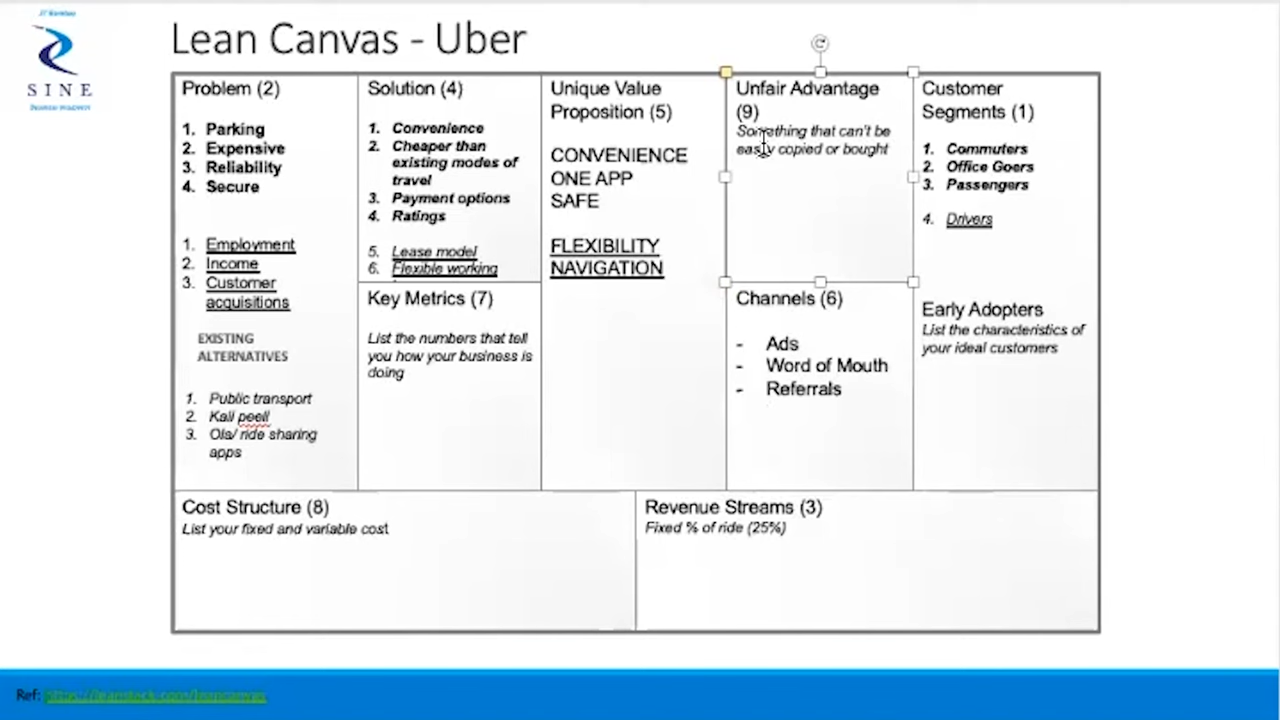 SINE
Lean Canvas - Uber
Problem (2)
1. Parking
2. Expensive
3. Reliability
4. Secure
1. Employment
2. Income
3. Customer
acquisitions
EXISTING
ALTERNATIVES
1. Public transport
2. Kali peeli
3. Ola/ ride sharing
apps
Solution (4)
1. Convenience
2. Cheaper than
existing modes of
travel
3. Payment options
4. Ratings
5. Lease model
6. Flexible working
Key Metrics (7)
List the numbers that tell
you how your business is
doing
Unique Value
Proposition (5)
CONVENIENCE
ONE APP
SAFE
FLEXIBILITY
NAVIGATION
Unfair Advantage
(9)
Something that can't be
easily copied or bought
Channels (6)
- Ads
- Word of Mouth
- Referrals
Customer
Segments (1)
1. Commuters
2. Office Goers
3. Passengers
4. Drivers
Early Adopters
List the characteristics of
your ideal customers
Cost Structure (8)
List your fixed and variable cost
Revenue Streams (3)
Fixed % of ride (25%)
Ref: